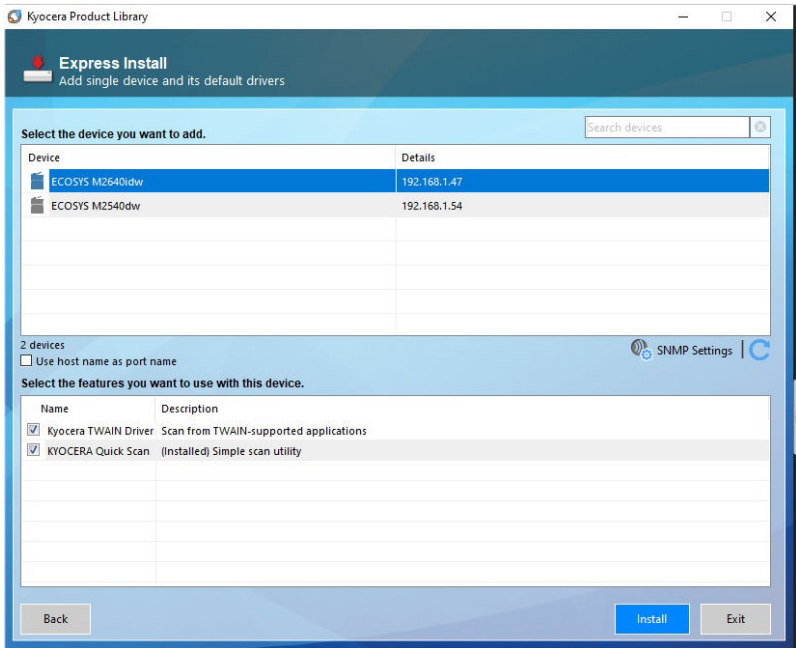 Kyocera Product Library
Express Install
Add single device and its default drivers
Select the device you want to add.
Search devices
Device Details
ECOSYS M2640idw 192.168.1.47
ECOSYS M2540dw 192.168.1.54
2 devices
SNMP Settings
Use host name as port name
Select the features you want to use with this device.
Name Description
Kyocera TWAIN Driver Scan from TWAIN-supported applications
KYOCERA Quick Scan (Installed) Simple scan utility
Back Install Exit